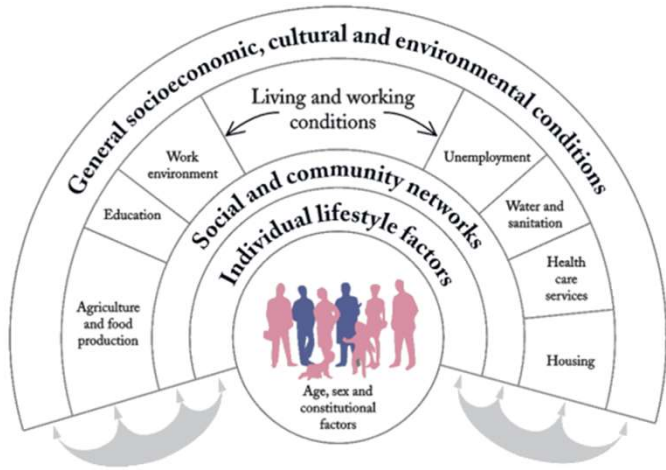 General socioeconomic, cultural and environmental conditions
Living and working
conditions
Work
environment
Education
Agriculture
and food
production
Unemployment
Water and
sanitation
Health
care
services
Housing
Social and community networks
Individual lifestyle factors
Age, sex and
constitutional
factors